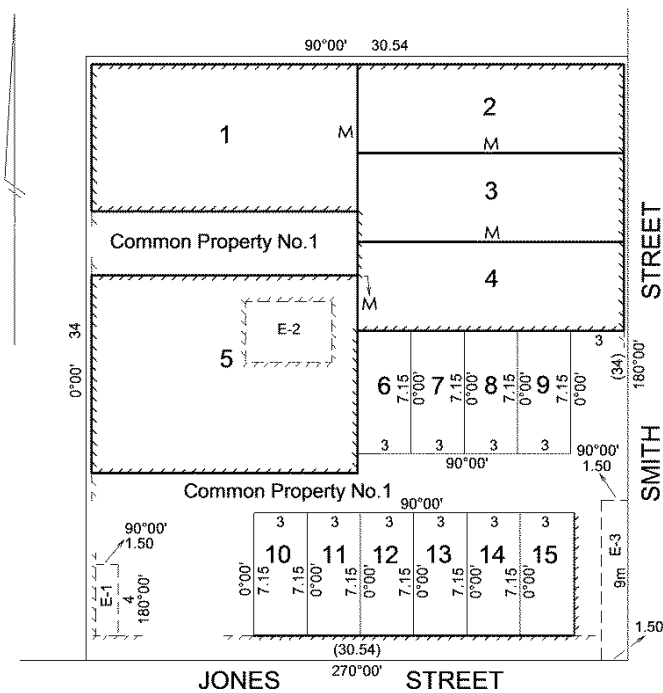 90°00' 30.54
1
M
2
M
3
M
4
Common Property No.1
M
5
E-2
34
0°00'
STREET
3
(34)
180°00'
6 7 8 9
7.15 0°00' 7.15 0°00' 7.15 0°00' 7.15 0°00'
3 3 3 3
90°00'
90°00'
1.50
SMITH
Common Property No.1
90°00'
3 3 3 3 3 3
10 11 12 13 14 15
0°00' 7.15 0°00' 7.15 0°00' 7.15 0°00' 7.15 0°00' 7.15 0°00' 7.15
90°00'
1.50
E-1
4
180°00'
E-3
9m
1.50
(30.54)
270°00'
JONES STREET